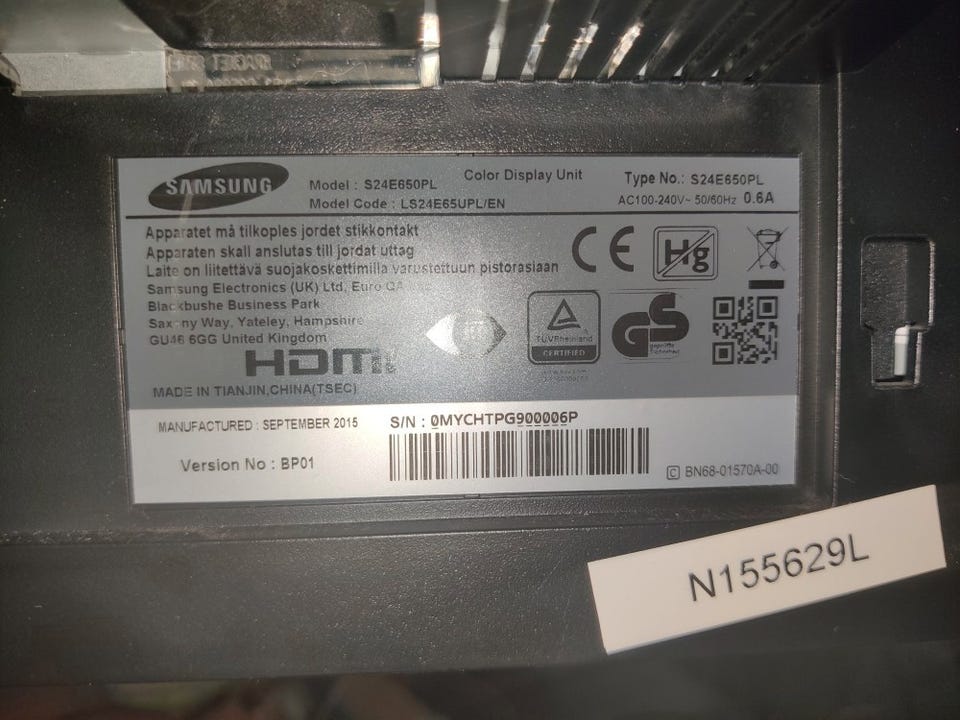 SAMSUNG
Model : S24E650PL
Color Display Unit
Type No.: S24E650PL
Model Code : LS24E65UPL/EN
AC100-240V~ 50/60Hz 0.6A
Apparatet må tilkoples jordet stikkontakt
Apparaten skall anslutas till jordat uttag
Laite on liitettävä suojakoskettimilla varustettuun pistorasiaan
Samsung Electronics (UK) Ltd, Euro QA
Blackbushe Business Park
Saxony Way, Yateley, Hampshire
GU46 6GG United Kingdom
HDMI
MADE IN TIANJIN,CHINA(TSEC)
CE
Hg
TÜVRheinland
CERTIFIED
GS
geprüfte
Sicherheit
MANUFACTURED : SEPTEMBER 2015
S/N : 0MYCHTPG900006P
Version No : BP01
C BN68-01570A-00
N155629L